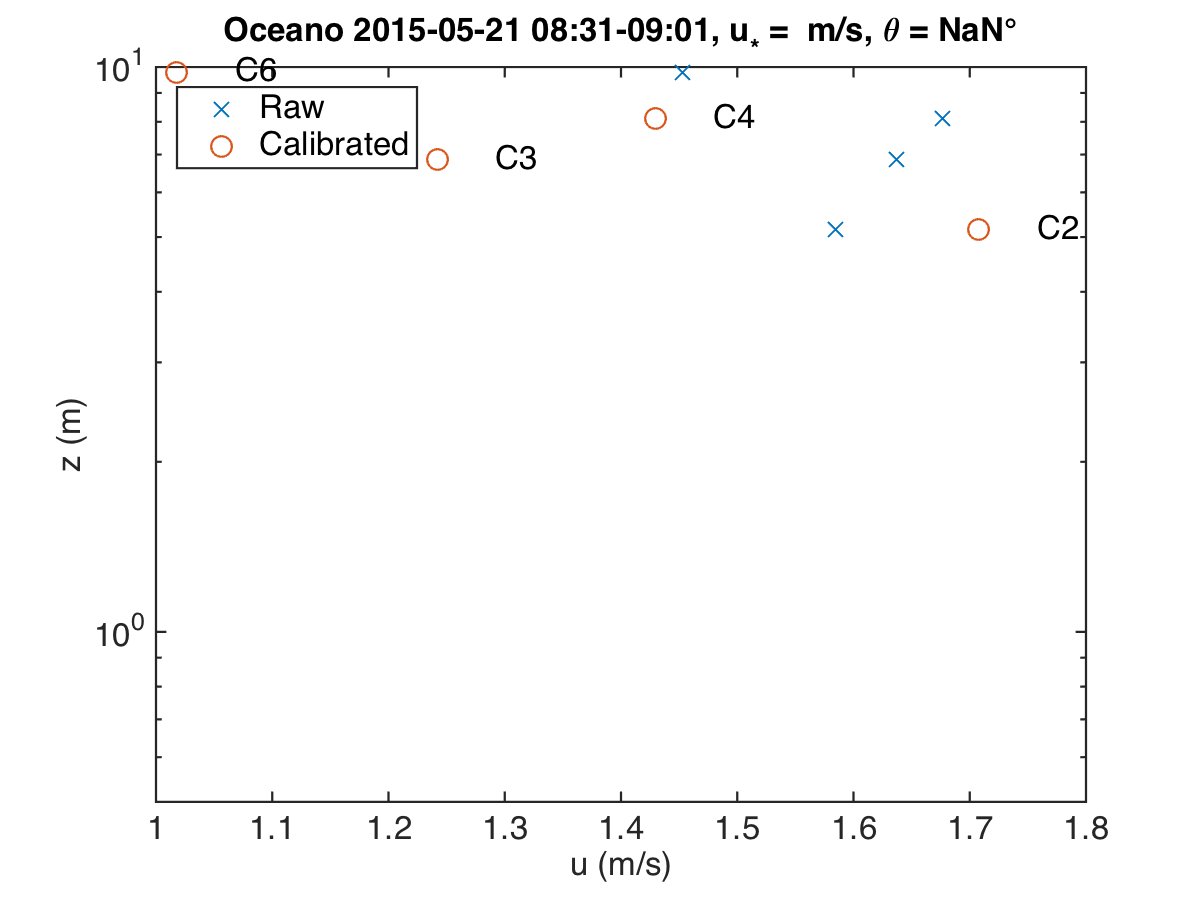 Oceano 2015-05-21 08:31-09:01, u* = m/s, θ = NaN°
10¹
C6
Raw
C4
Calibrated
C3
C2
z (m)
10⁰
1 1.1 1.2 1.3 1.4 1.5 1.6 1.7 1.8
u (m/s)